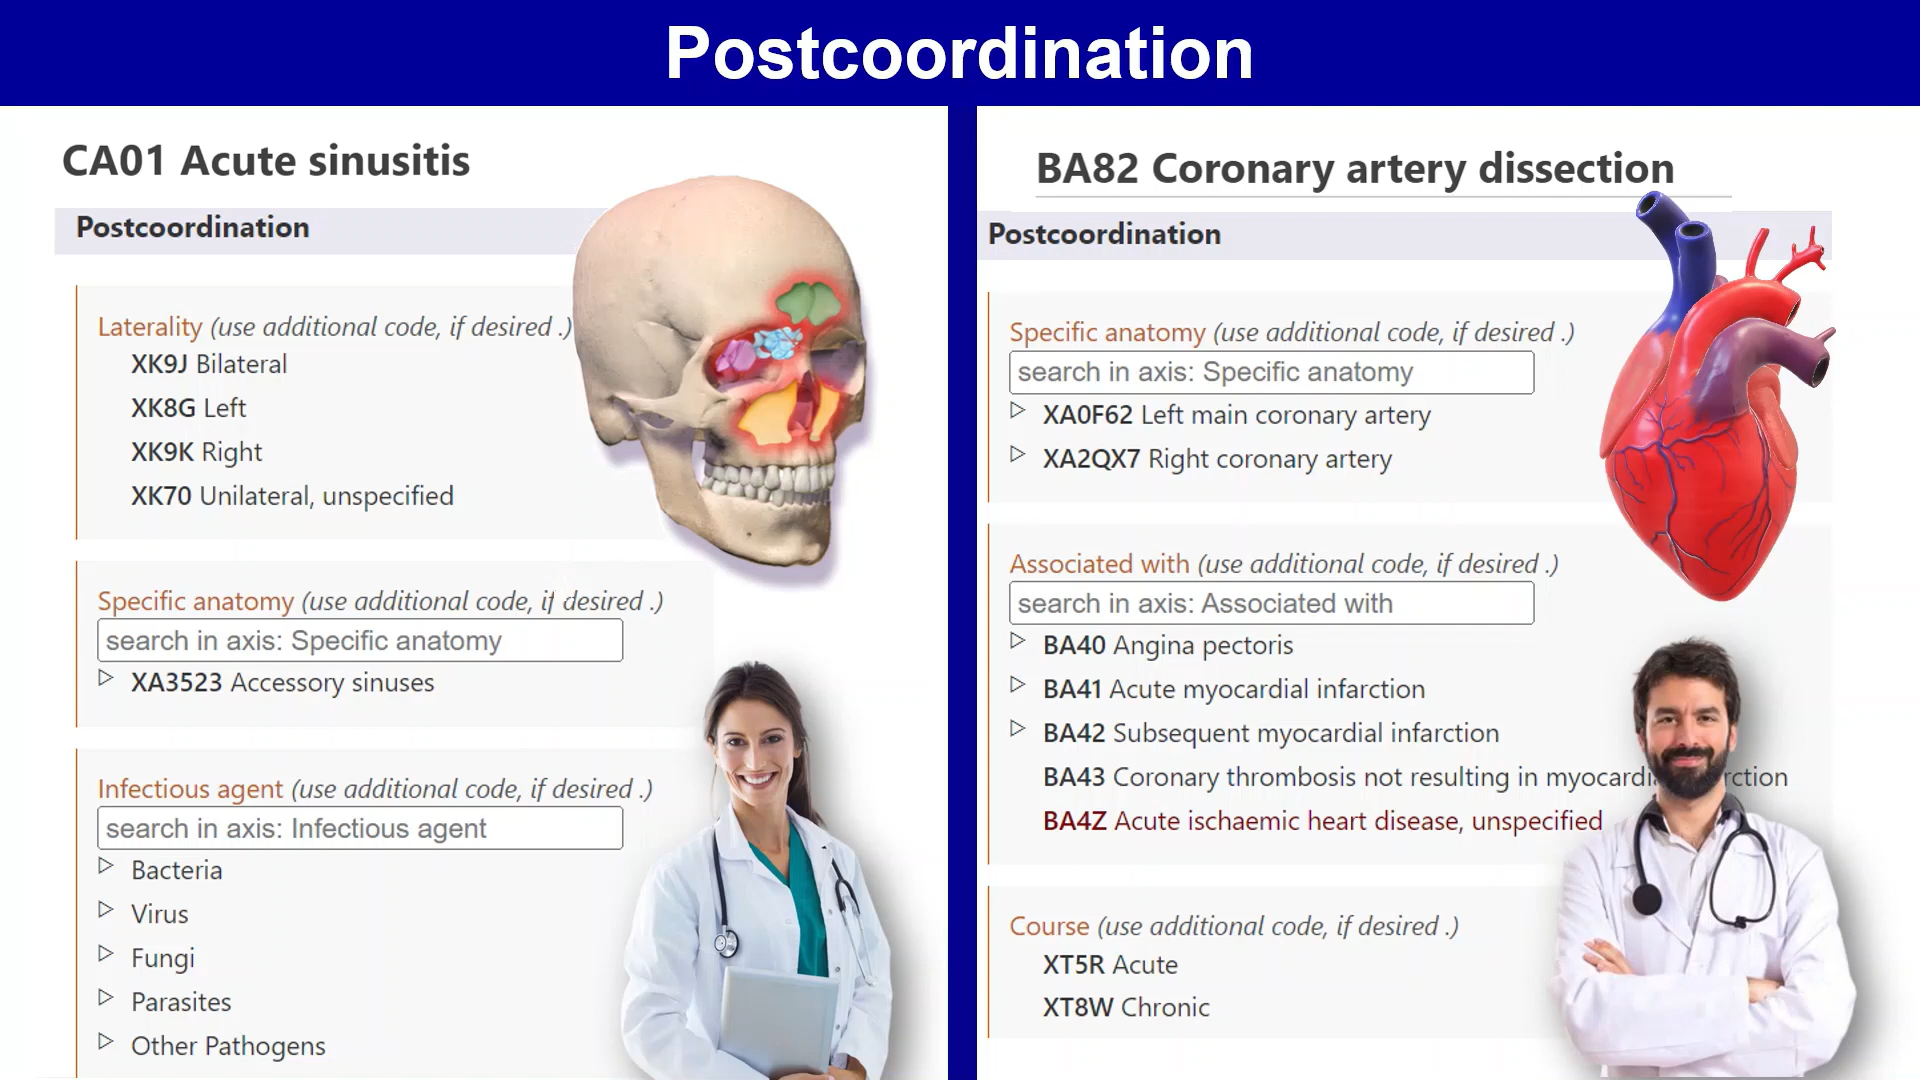 Postcoordination
CA01 Acute sinusitis
Postcoordination
Laterality (use additional code, if desired .)
XK9J Bilateral
XK8G Left
XK9K Right
XK70 Unilateral, unspecified
Specific anatomy (use additional code, if desired .)
search in axis: Specific anatomy
XA3523 Accessory sinuses
Infectious agent (use additional code, if desired .)
search in axis: Infectious agent
Bacteria
Virus
Fungi
Parasites
Other Pathogens
BA82 Coronary artery dissection
Postcoordination
Specific anatomy (use additional code, if desired .)
search in axis: Specific anatomy
XA0F62 Left main coronary artery
XA2QX7 Right coronary artery
Associated with (use additional code, if desired .)
search in axis: Associated with
BA40 Angina pectoris
BA41 Acute myocardial infarction
BA42 Subsequent myocardial infarction
BA43 Coronary thrombosis not resulting in
BA4Z Acute ischaemic heart disease, unspecified
Course (use additional code, if desired .)
XT5R Acute
XT8W Chronic